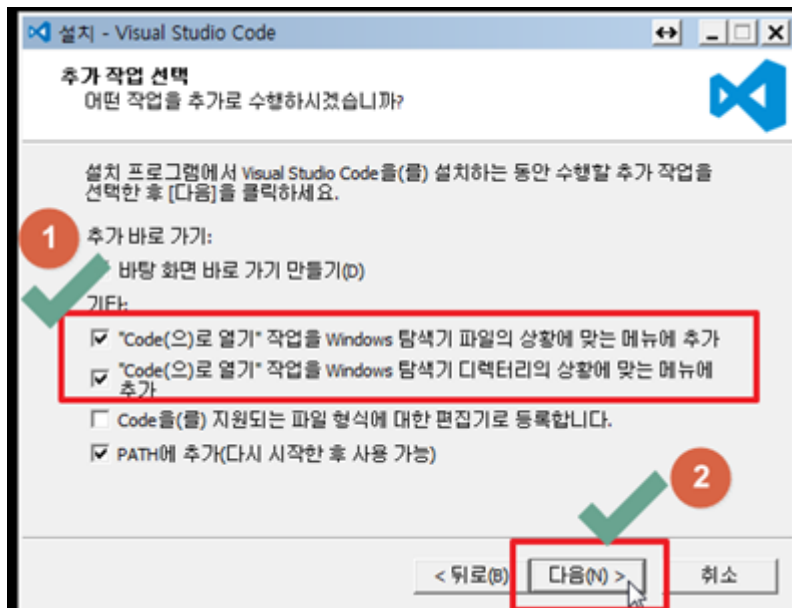 설치 - Visual Studio Code
추가 작업 선택
어떤 작업을 추가로 수행하시겠습니까?
설치 프로그램에서 Visual Studio Code을(를) 설치하는 동안 수행할 추가 작업을
선택한 후 [다음]을 클릭하세요.
1
추가 바로 가기:
바탕 화면 바로 가기 만들기(D)
기타:
"Code(으)로 열기" 작업을 Windows 탐색기 파일의 상황에 맞는 메뉴에 추가
"Code(으)로 열기" 작업을 Windows 탐색기 디렉터리의 상황에 맞는 메뉴에
추가
Code을(를) 지원되는 파일 형식에 대한 편집기로 등록합니다.
PATH에 추가(다시 시작한 후 사용 가능)
2
< 뒤로(B) 다음(N) > 취소